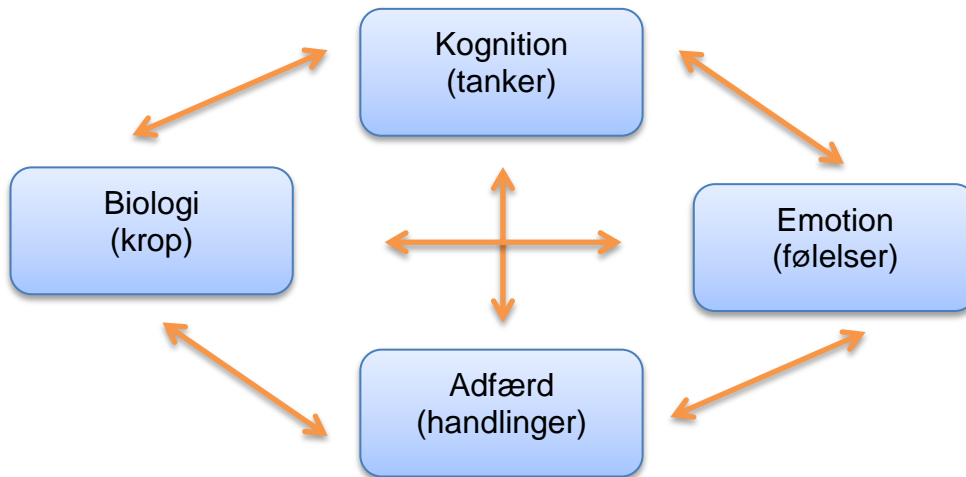 Kognition
(tanker)
Biologi
(krop)
Emotion
(følelser)
Adfærd
(handlinger)